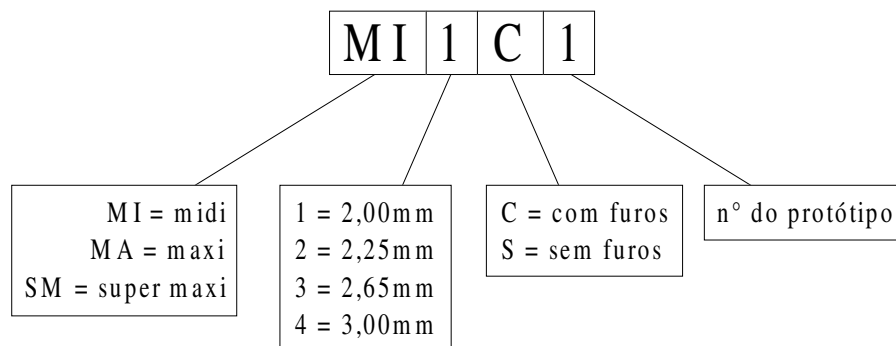 MI 1 C 1
MI = midi
MA = maxi
SM = super maxi
1 = 2,00mm
2 = 2,25mm
3 = 2,65mm
4 = 3,00mm
C = com furos
S = sem furos
n° do protótipo